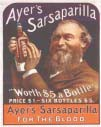 Ayer's
Sarsaparilla
"Worth $5 a Bottle"
PRICE $1 - SIX BOTTLES $5.
Ayer's Sarsaparilla
FOR THE BLOOD